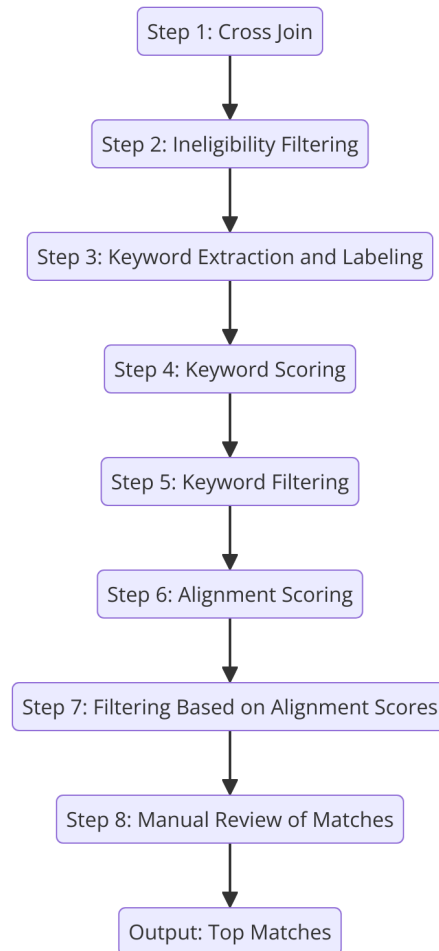 Step 1: Cross Join
Step 2: Ineligibility Filtering
Step 3: Keyword Extraction and Labeling
Step 4: Keyword Scoring
Step 5: Keyword Filtering
Step 6: Alignment Scoring
Step 7: Filtering Based on Alignment Scores
Step 8: Manual Review of Matches
Output: Top Matches